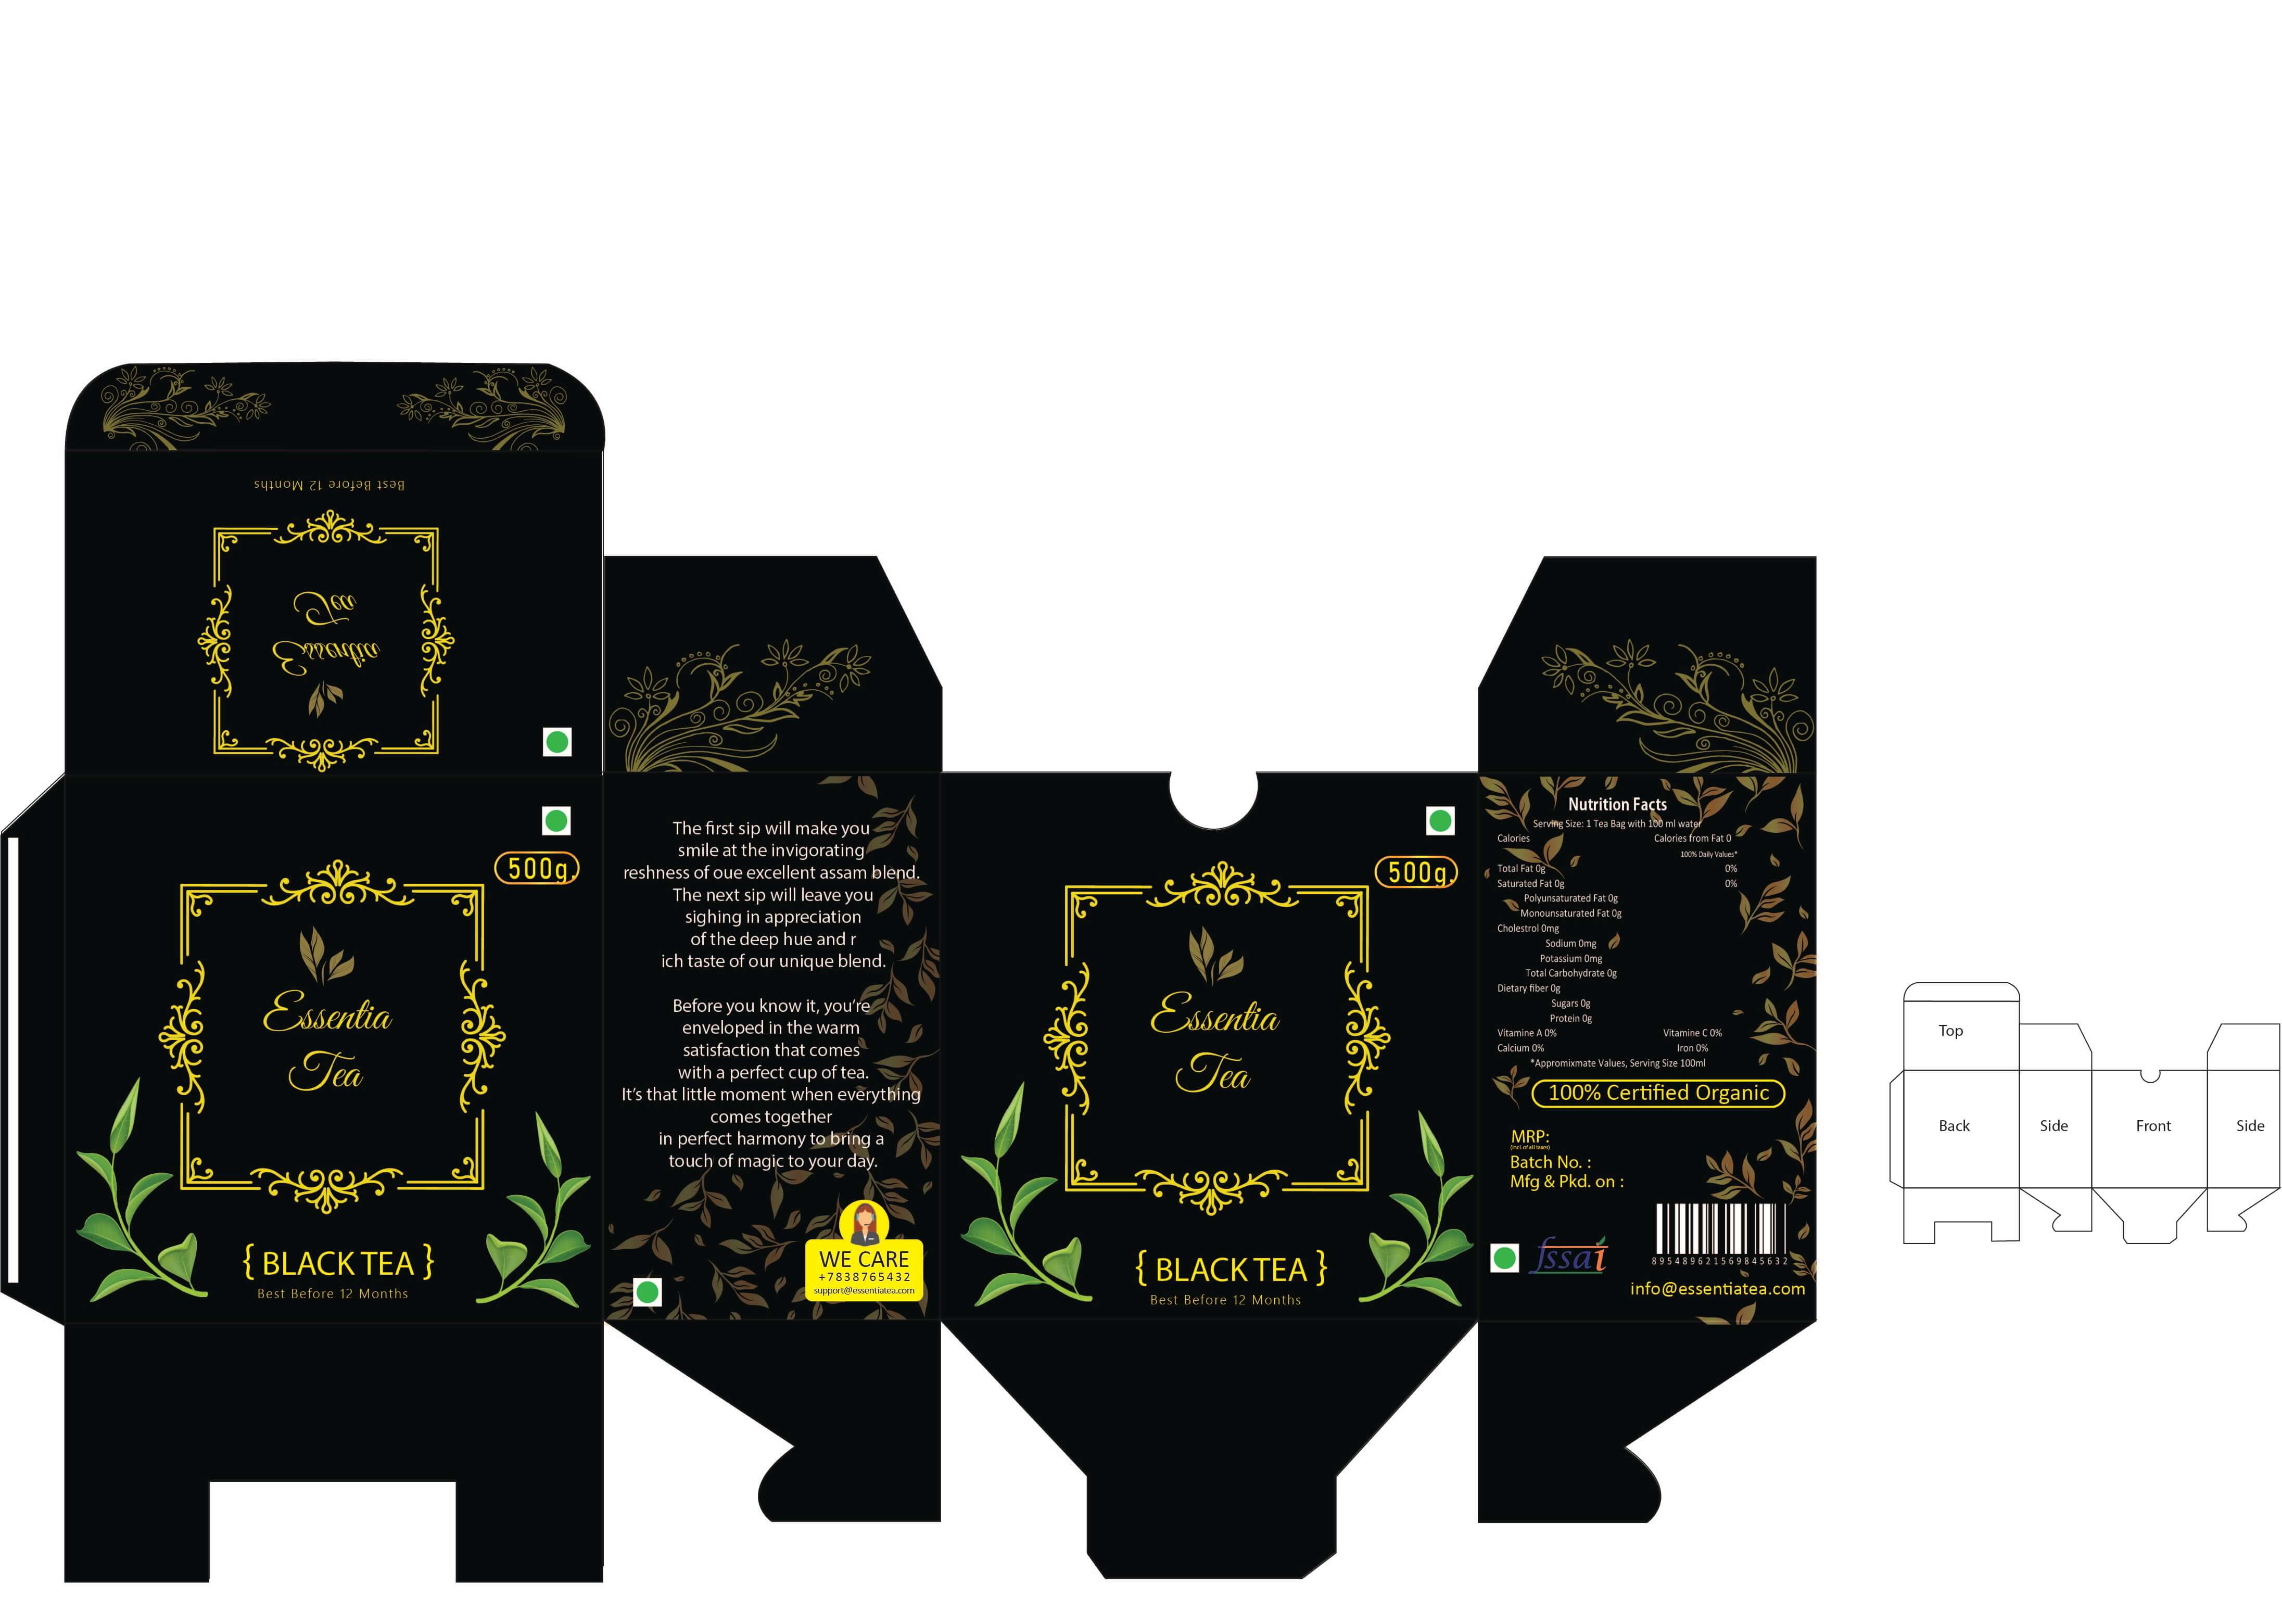 Best Before 12 Months
Essentia
Tea
500g.
Essentia
Tea
{ BLACK TEA }
Best Before 12 Months
The first sip will make you
smile at the invigorating
reshness of oue excellent assam blend.
The next sip will leave you
sighing in appreciation
of the deep hue and r
ich taste of our unique blend.
Before you know it, you're
enveloped in the warm
satisfaction that comes
with a perfect cup of tea.
It's that little moment when everything
comes together
in perfect harmony to bring a
touch of magic to your day.
WE CARE
+7838765432
support@essentiatea.com
500g.
Essentia
Tea
{ BLACK TEA }
Best Before 12 Months
Nutrition Facts
Serving Size: 1 Tea Bag with 100 ml water
Calories Calories from Fat 0
100% Daily Values*
Total Fat 0g 0%
Saturated Fat 0g 0%
Polyunsaturated Fat 0g
Monounsaturated Fat 0g
Cholestrol 0mg
Sodium 0mg
Potassium 0mg
Total Carbohydrate 0g
Dietary fiber 0g
Sugars 0g
Protein 0g
Vitamine A 0% Vitamine C 0%
Calcium 0% Iron 0%
*Appromixmate Values, Serving Size 100ml
100% Certified Organic
MRP:
(Incl. of all taxes)
Batch No. :
Mfg & Pkd. on :
fssai
8954896215698456 32
info@essentiatea.com
Top
Back
Side
Front
Side